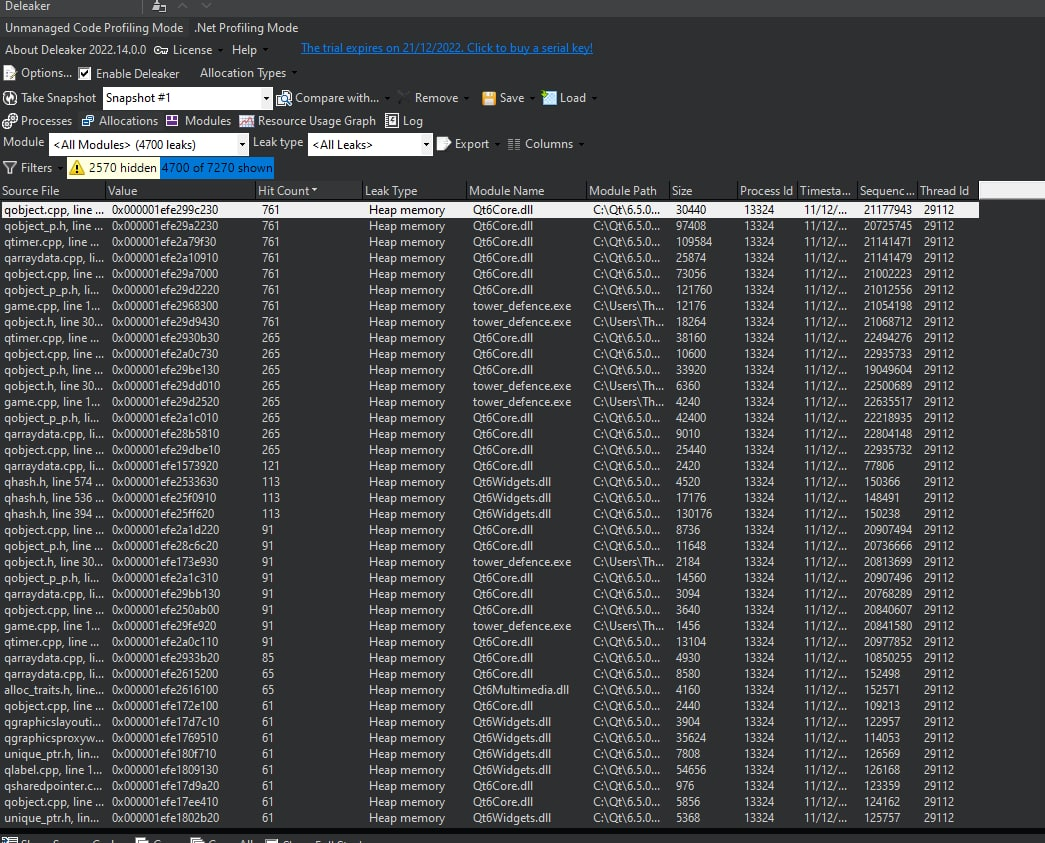 Deleaker
Unmanaged Code Profiling Mode .Net Profiling Mode
About Deleaker 2022.14.0.0 License Help The trial expires on 21/12/2022. Click to buy a serial key!
Options... Enable Deleaker Allocation Types
Take Snapshot Snapshot #1 Compare with... Remove Save Load
Processes Allocations Modules Resource Usage Graph Log
Module <All Modules> (4700 leaks) Leak type <All Leaks> Export Columns
Filters 2570 hidden 4700 of 7270 shown
Source File Value Hit Count Leak Type Module Name Module Path Size Process Id Timesta... Sequenc... Thread Id
qobject.cpp, line ... 0x000001efe299c230 761 Heap memory Qt6Core.dll C:\Qt\6.5.0... 30440 13324 11/12/... 21177943 29112
qobject_p.h, line ... 0x000001efe29a2230 761 Heap memory Qt6Core.dll C:\Qt\6.5.0... 97408 13324 11/12/... 20725745 29112
qtimer.cpp, line ... 0x000001efe2a79f30 761 Heap memory Qt6Core.dll C:\Qt\6.5.0... 109584 13324 11/12/... 21141471 29112
qarraydata.cpp, li... 0x000001efe2a10910 761 Heap memory Qt6Core.dll C:\Qt\6.5.0... 25874 13324 11/12/... 21141479 29112
qobject.cpp, line ... 0x000001efe29a7000 761 Heap memory Qt6Core.dll C:\Qt\6.5.0... 73056 13324 11/12/... 21002223 29112
qobject_p_p.h, li... 0x000001efe29d2220 761 Heap memory Qt6Core.dll C:\Qt\6.5.0... 121760 13324 11/12/... 21012556 29112
game.cpp, line 1... 0x000001efe2968300 761 Heap memory tower_defence.exe C:\Users\Th... 12176 13324 11/12/... 21054198 29112
qobject.h, line 30... 0x000001efe29d9430 761 Heap memory tower_defence.exe C:\Users\Th... 18264 13324 11/12/... 21068712 29112
qtimer.cpp, line ... 0x000001efe2930b30 265 Heap memory Qt6Core.dll C:\Qt\6.5.0... 38160 13324 11/12/... 22494276 29112
qobject.cpp, line ... 0x000001efe2a0c730 265 Heap memory Qt6Core.dll C:\Qt\6.5.0... 10600 13324 11/12/... 22935733 29112
qobject_p.h, line ... 0x000001efe29be130 265 Heap memory Qt6Core.dll C:\Qt\6.5.0... 33920 13324 11/12/... 19049604 29112
qobject.h, line 30... 0x000001efe29dd010 265 Heap memory tower_defence.exe C:\Users\Th... 6360 13324 11/12/... 22500689 29112
game.cpp, line 1... 0x000001efe29d2520 265 Heap memory tower_defence.exe C:\Users\Th... 4240 13324 11/12/... 22635517 29112
qobject_p_p.h, li... 0x000001efe2a1c010 265 Heap memory Qt6Core.dll C:\Qt\6.5.0... 42400 13324 11/12/... 22218935 29112
qarraydata.cpp, li... 0x000001efe28b5810 265 Heap memory Qt6Core.dll C:\Qt\6.5.0... 9010 13324 11/12/... 22804148 29112
qobject.cpp, line ... 0x000001efe29dbe10 265 Heap memory Qt6Core.dll C:\Qt\6.5.0... 25440 13324 11/12/... 22935732 29112
qarraydata.cpp, li... 0x000001efe1573920 121 Heap memory Qt6Core.dll C:\Qt\6.5.0... 2420 13324 11/12/... 77806 29112
qhash.h, line 574 ... 0x000001efe2533630 113 Heap memory Qt6Widgets.dll C:\Qt\6.5.0... 4520 13324 11/12/... 150366 29112
qhash.h, line 536 ... 0x000001efe25f0910 113 Heap memory Qt6Widgets.dll C:\Qt\6.5.0... 17176 13324 11/12/... 148491 29112
qhash.h, line 394 ... 0x000001efe25ff620 113 Heap memory Qt6Widgets.dll C:\Qt\6.5.0... 130176 13324 11/12/... 150238 29112
qobject.cpp, line ... 0x000001efe2a1d220 91 Heap memory Qt6Core.dll C:\Qt\6.5.0... 8736 13324 11/12/... 20907494 29112
qobject_p.h, line ... 0x000001efe28c6c20 91 Heap memory Qt6Core.dll C:\Qt\6.5.0... 11648 13324 11/12/... 20736666 29112
qobject.h, line 30... 0x000001efe173e930 91 Heap memory tower_defence.exe C:\Users\Th... 2184 13324 11/12/... 20813699 29112
qobject_p_p.h, li... 0x000001efe2a1c310 91 Heap memory Qt6Core.dll C:\Qt\6.5.0... 14560 13324 11/12/... 20907496 29112
qarraydata.cpp, li... 0x000001efe29bb130 91 Heap memory Qt6Core.dll C:\Qt\6.5.0... 3094 13324 11/12/... 20768289 29112
qobject.cpp, line ... 0x000001efe250ab00 91 Heap memory Qt6Core.dll C:\Qt\6.5.0... 3640 13324 11/12/... 20840607 29112
game.cpp, line 1... 0x000001efe29fe920 91 Heap memory tower_defence.exe C:\Users\Th... 1456 13324 11/12/... 20841580 29112
qtimer.cpp, line ... 0x000001efe2a0c110 91 Heap memory Qt6Core.dll C:\Qt\6.5.0... 13104 13324 11/12/... 20977852 29112
qarraydata.cpp, li... 0x000001efe2933b20 85 Heap memory Qt6Core.dll C:\Qt\6.5.0... 4930 13324 11/12/... 10850255 29112
qarraydata.cpp, li... 0x000001efe2615200 65 Heap memory Qt6Core.dll C:\Qt\6.5.0... 8580 13324 11/12/... 152498 29112
alloc_traits.h, line... 0x000001efe2616100 65 Heap memory Qt6Multimedia.dll C:\Qt\6.5.0... 4160 13324 11/12/... 152571 29112
qobject.cpp, line ... 0x000001efe172e100 61 Heap memory Qt6Core.dll C:\Qt\6.5.0... 2440 13324 11/12/... 109213 29112
qgraphicslayouti... 0x000001efe17d7c10 61 Heap memory Qt6Widgets.dll C:\Qt\6.5.0... 3904 13324 11/12/... 122957 29112
qgraphicsproxyw... 0x000001efe1769510 61 Heap memory Qt6Widgets.dll C:\Qt\6.5.0... 35624 13324 11/12/... 114053 29112
unique_ptr.h, lin... 0x000001efe180f710 61 Heap memory Qt6Widgets.dll C:\Qt\6.5.0... 7808 13324 11/12/... 126569 29112
qlabel.cpp, line 1... 0x000001efe1809130 61 Heap memory Qt6Widgets.dll C:\Qt\6.5.0... 54656 13324 11/12/... 126168 29112
qsharedpointer.c... 0x000001efe17d9a20 61 Heap memory Qt6Core.dll C:\Qt\6.5.0... 976 13324 11/12/... 123359 29112
qobject.cpp, line ... 0x000001efe17ee410 61 Heap memory Qt6Core.dll C:\Qt\6.5.0... 5856 13324 11/12/... 124162 29112
unique_ptr.h, lin... 0x000001efe1802b20 61 Heap memory Qt6Widgets.dll C:\Qt\6.5.0... 5368 13324 11/12/... 125757 29112